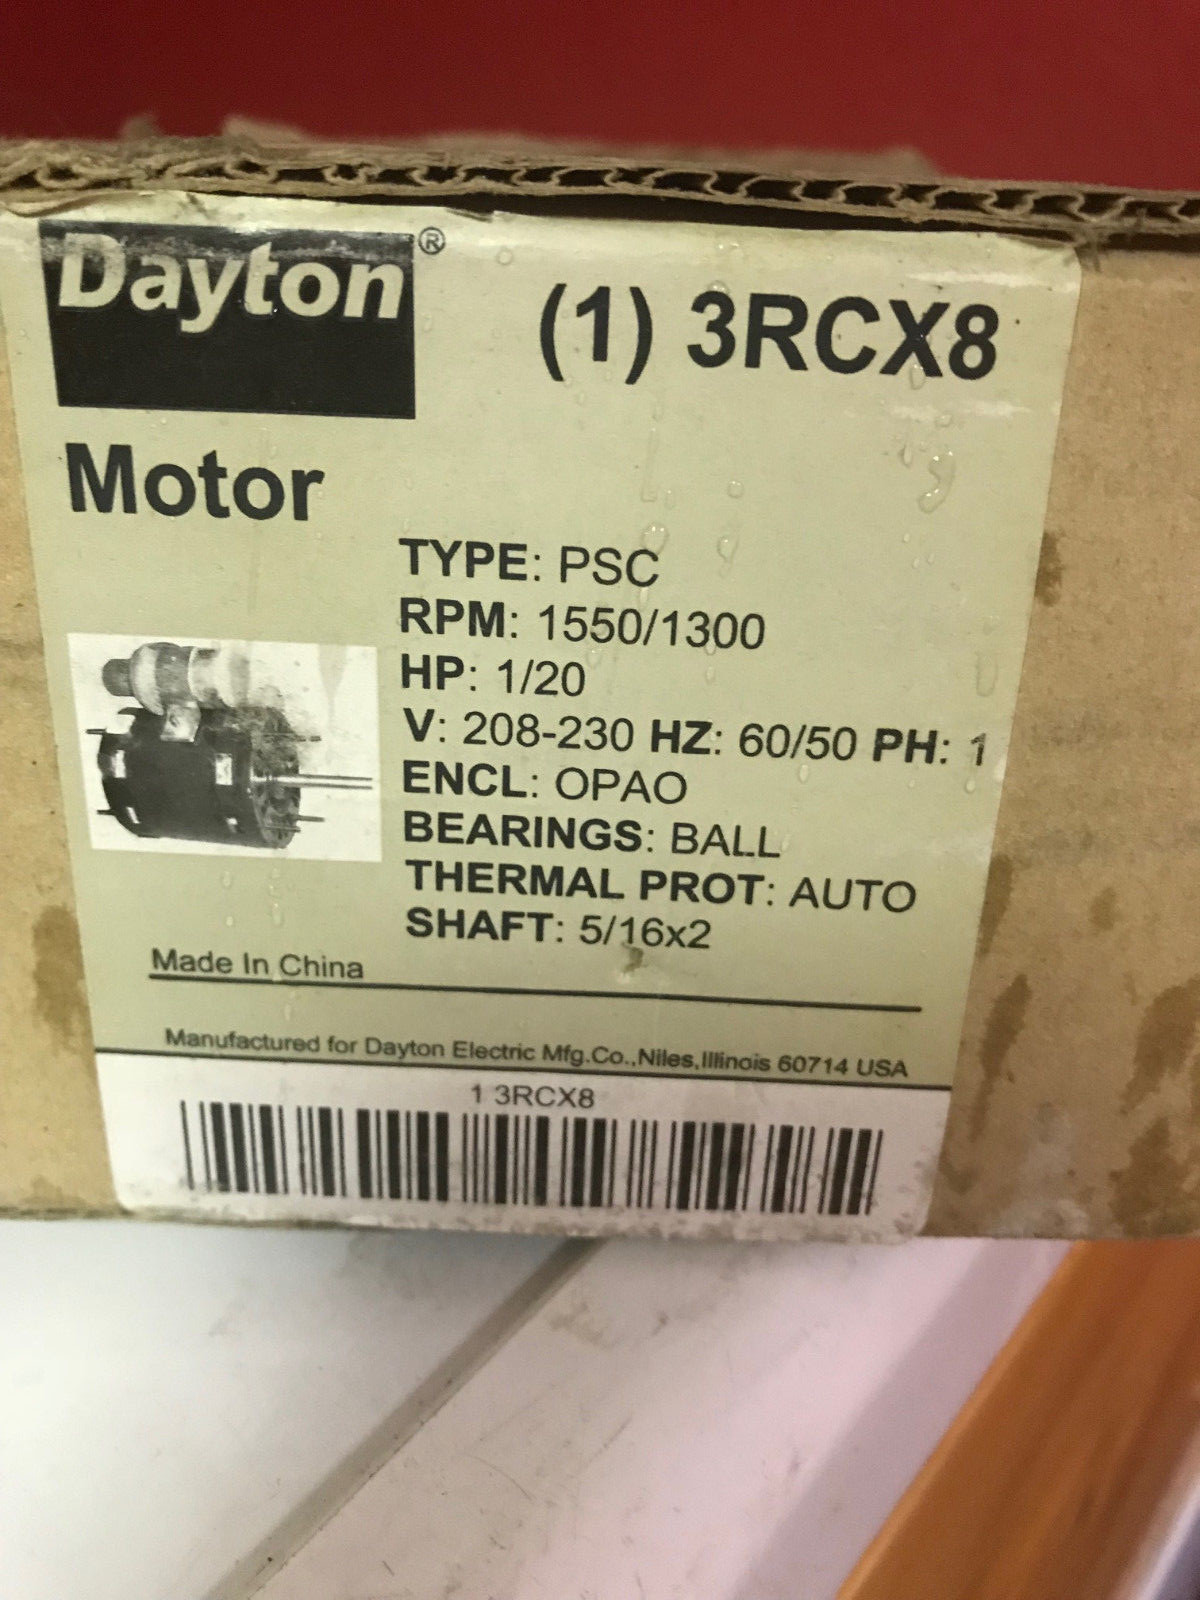 Dayton®
(1) 3RCX8
Motor
TYPE: PSC
RPM: 1550/1300
HP: 1/20
V: 208-230 HZ: 60/50 PH: 1
ENCL: OPAO
BEARINGS: BALL
THERMAL PROT: AUTO
SHAFT: 5/16x2
Made In China
Manufactured for Dayton Electric Mfg.Co.,Niles,Illinois 60714 USA
1 3RCX8